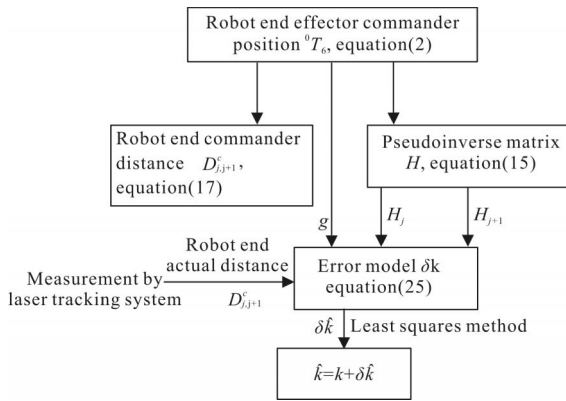 Robot end effector commander
position ⁰T₆, equation(2)
Robot end commander
distance D^c_{j,j+1},
equation(17)
Pseudoinverse matrix
H, equation(15)
g
H_j
H_{j+1}
Robot end
actual distance
Measurement by
laser tracking system
D^c_{j,j+1}
Error model δk
equation(25)
δk̂
Least squares method
k̂=k+δk̂